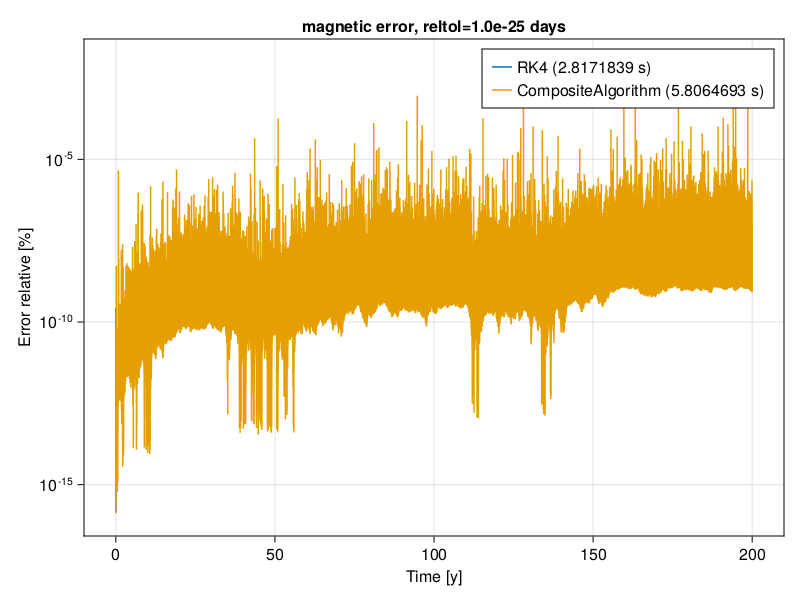 magnetic error, reltol=1.0e-25 days
RK4 (2.8171839 s)
CompositeAlgorithm (5.8064693 s)
Error relative [%]
10-5
10-10
10-15
0 50 100 150 200
Time [y]